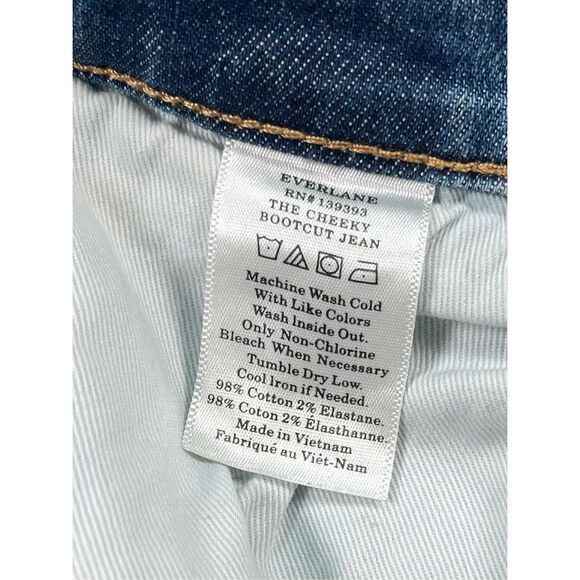 EVERLANE
RN# 139393
THE CHEEKY
BOOTCUT JEAN
Machine Wash Cold
With Like Colors
Wash Inside Out.
Only Non-Chlorine
Bleach When Necessary
Tumble Dry Low.
Cool Iron if Needed.
98% Cotton 2% Elastane.
98% Coton 2% Élasthanne.
Made in Vietnam
Fabriqué au Viêt-Nam